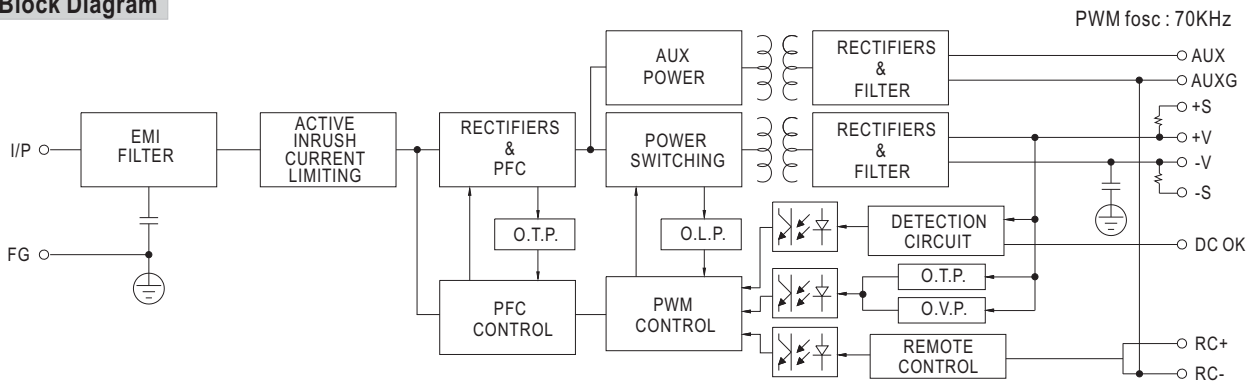 Block Diagram
PWM fosc : 70KHz
I/P
EMI
FILTER
FG
ACTIVE
INRUSH
CURRENT
LIMITING
RECTIFIERS
&
PFC
O.T.P.
PFC
CONTROL
AUX
POWER
POWER
SWITCHING
O.L.P.
PWM
CONTROL
RECTIFIERS
&
FILTER
RECTIFIERS
&
FILTER
DETECTION
CIRCUIT
O.T.P.
O.V.P.
REMOTE
CONTROL
AUX
AUXG
+S
+V
-V
-S
DC OK
RC+
RC-